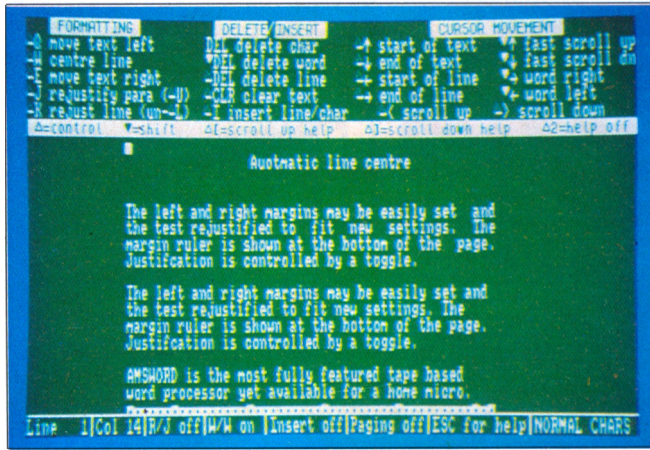 FORMATTING DELETE/INSERT CURSOR MOVEMENT
move text left DEL delete char ↑ start of text ▼↑ fast scroll up
centre line ▼DEL delete word ↓ end of text ▼↓ fast scroll dn
move text right DEL delete line ← start of line ▼→ word right
rejustify para CLR clear text → end of line ▼← word left
rejust line I insert line/char scroll up scroll down
△=control ▼=shift △[=scroll up help △]=scroll down help △2=help off
Auotmatic line centre
The left and right margins may be easily set and
the test rejustified to fit new settings. The
margin ruler is shown at the bottom of the page.
Justifcation is controlled by a toggle.
The left and right margins may be easily set and
the test rejustified to fit new settings. The
margin ruler is shown at the bottom of the page.
Justifcation is controlled by a toggle.
AMSWORD is the most fully featured tape based
word processor yet available for a home micro.
Line 1|Col 14|R/J off|W/W on |Insert off|Paging off|ESC for help|NORMAL CHARS